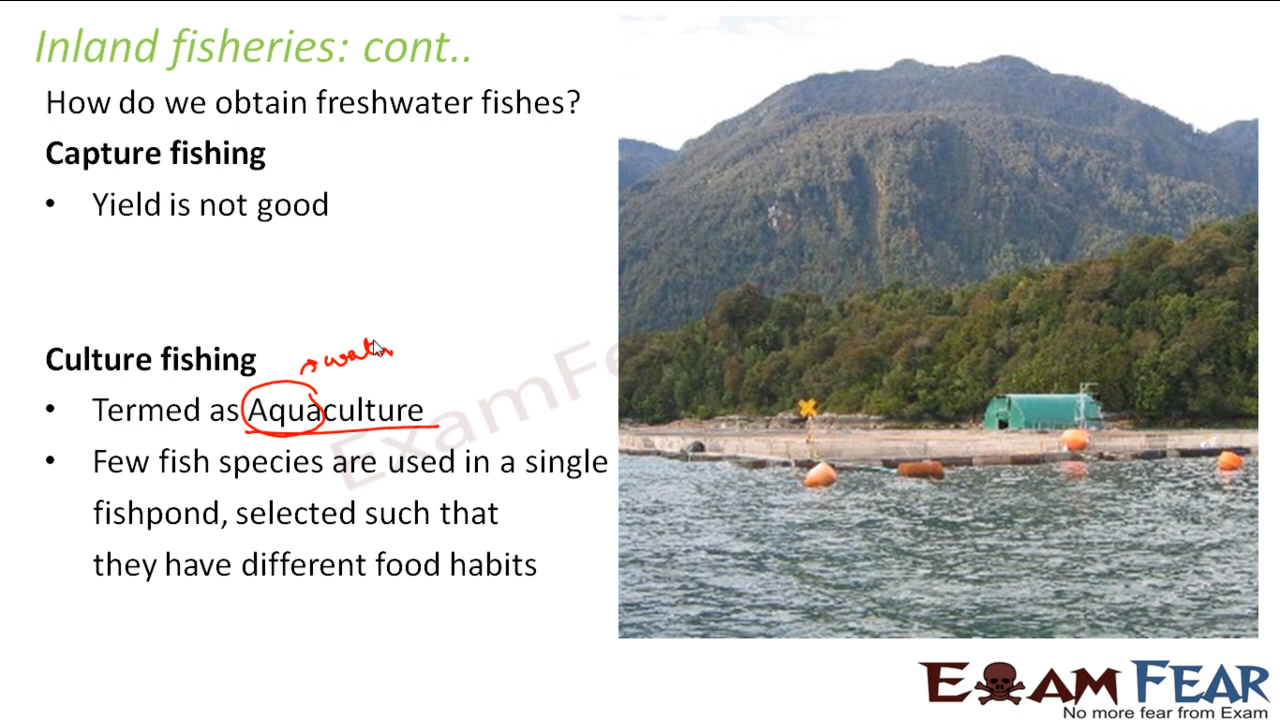 Inland fisheries: cont..
How do we obtain freshwater fishes?
Capture fishing
• Yield is not good
Culture fishing
• Termed as Aquaculture
• Few fish species are used in a single
fishpond, selected such that
they have different food habits
EXAM FEAR
No more fear from Exam